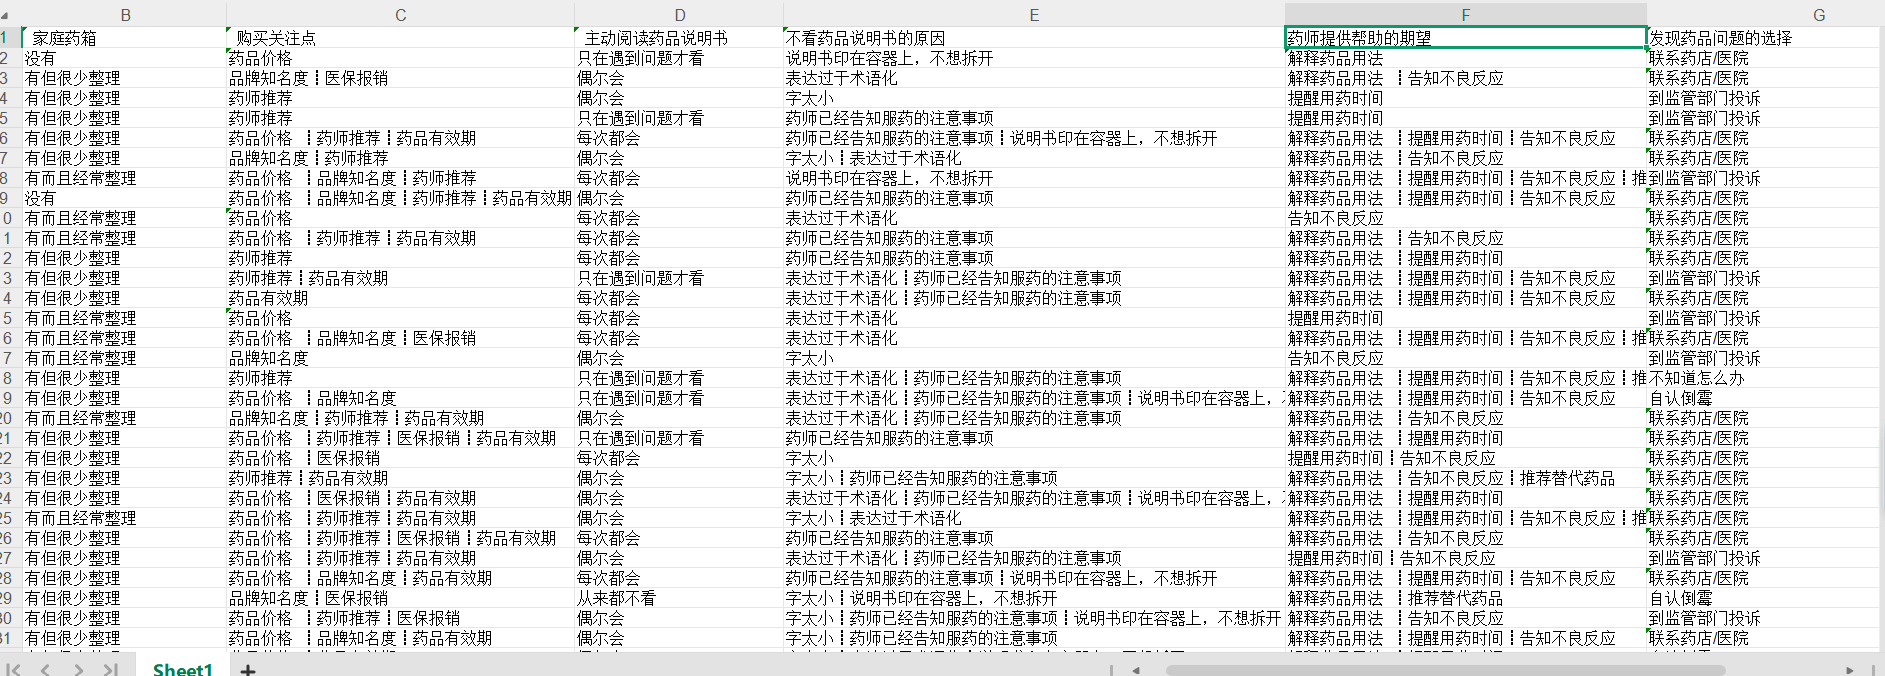 B C D E F G
1 家庭药箱 购买关注点 主动阅读药品说明书 不看药品说明书的原因 药师提供帮助的期望 发现药品问题的选择
2 没有 药品价格 只在遇到问题才看 说明书印在容器上，不想拆开 解释药品用法 联系药店/医院
3 有但很少整理 品牌知名度┋医保报销 偶尔会 表达过于术语化 解释药品用法 ┋告知不良反应 联系药店/医院
4 有但很少整理 药师推荐 偶尔会 字太小 提醒用药时间 到监管部门投诉
5 有但很少整理 药师推荐 只在遇到问题才看 药师已经告知服药的注意事项 提醒用药时间 到监管部门投诉
6 有但很少整理 药品价格 ┋药师推荐┋药品有效期 每次都会 药师已经告知服药的注意事项┋说明书印在容器上，不想拆开 解释药品用法 ┋提醒用药时间┋告知不良反应 联系药店/医院
7 有但很少整理 品牌知名度┋药师推荐 偶尔会 字太小┋表达过于术语化 解释药品用法 ┋告知不良反应 联系药店/医院
8 有而且经常整理 药品价格 ┋品牌知名度┋药师推荐 每次都会 说明书印在容器上，不想拆开 解释药品用法 ┋提醒用药时间┋告知不良反应┋推 到监管部门投诉
9 没有 药品价格 ┋品牌知名度┋药师推荐┋药品有效期 偶尔会 药师已经告知服药的注意事项 解释药品用法 ┋提醒用药时间┋告知不良反应 联系药店/医院
0 有而且经常整理 药品价格 每次都会 表达过于术语化 告知不良反应 联系药店/医院
1 有而且经常整理 药品价格 ┋药师推荐┋药品有效期 每次都会 药师已经告知服药的注意事项 解释药品用法 ┋告知不良反应 联系药店/医院
2 有但很少整理 药师推荐 每次都会 药师已经告知服药的注意事项 解释药品用法 ┋提醒用药时间 联系药店/医院
3 有但很少整理 药师推荐┋药品有效期 只在遇到问题才看 表达过于术语化┋药师已经告知服药的注意事项 解释药品用法 ┋提醒用药时间┋告知不良反应 到监管部门投诉
4 有但很少整理 药品有效期 每次都会 表达过于术语化┋药师已经告知服药的注意事项 解释药品用法 ┋提醒用药时间┋告知不良反应 联系药店/医院
5 有而且经常整理 药品价格 每次都会 表达过于术语化 提醒用药时间 到监管部门投诉
6 有而且经常整理 药品价格 ┋品牌知名度┋医保报销 每次都会 表达过于术语化 解释药品用法 ┋提醒用药时间┋告知不良反应┋推 联系药店/医院
7 有而且经常整理 品牌知名度 偶尔会 字太小 告知不良反应 到监管部门投诉
8 有但很少整理 药师推荐 只在遇到问题才看 表达过于术语化┋药师已经告知服药的注意事项 解释药品用法 ┋提醒用药时间┋告知不良反应┋推 不知道怎么办
9 有但很少整理 药品价格 ┋品牌知名度 只在遇到问题才看 表达过于术语化┋药师已经告知服药的注意事项┋说明书印在容器上， 解释药品用法 ┋提醒用药时间┋告知不良反应 自认倒霉
20 有而且经常整理 品牌知名度┋药师推荐┋药品有效期 偶尔会 表达过于术语化┋药师已经告知服药的注意事项 解释药品用法 ┋告知不良反应 联系药店/医院
21 有但很少整理 药品价格 ┋药师推荐┋医保报销┋药品有效期 只在遇到问题才看 药师已经告知服药的注意事项 解释药品用法 ┋提醒用药时间 联系药店/医院
22 有但很少整理 药品价格 ┋医保报销 每次都会 字太小 提醒用药时间┋告知不良反应 联系药店/医院
23 有但很少整理 药师推荐┋药品有效期 偶尔会 字太小┋药师已经告知服药的注意事项 解释药品用法 ┋告知不良反应┋推荐替代药品 联系药店/医院
24 有但很少整理 药品价格 ┋医保报销┋药品有效期 偶尔会 表达过于术语化┋药师已经告知服药的注意事项┋说明书印在容器上， 解释药品用法 ┋提醒用药时间 联系药店/医院
25 有而且经常整理 药品价格 ┋药师推荐┋药品有效期 偶尔会 字太小┋表达过于术语化 解释药品用法 ┋提醒用药时间┋告知不良反应┋推 联系药店/医院
26 有但很少整理 药品价格 ┋药师推荐┋医保报销┋药品有效期 每次都会 药师已经告知服药的注意事项 解释药品用法 ┋告知不良反应 联系药店/医院
27 有但很少整理 药品价格 ┋药师推荐┋药品有效期 偶尔会 表达过于术语化┋药师已经告知服药的注意事项 提醒用药时间┋告知不良反应 到监管部门投诉
28 有但很少整理 药品价格 ┋品牌知名度┋药品有效期 每次都会 药师已经告知服药的注意事项┋说明书印在容器上，不想拆开 解释药品用法 ┋提醒用药时间┋告知不良反应 联系药店/医院
29 有但很少整理 品牌知名度┋医保报销 从来都不看 字太小┋说明书印在容器上，不想拆开 解释药品用法 ┋推荐替代药品 自认倒霉
30 有但很少整理 药品价格 ┋药师推荐┋医保报销 偶尔会 字太小┋药师已经告知服药的注意事项┋说明书印在容器上，不想拆开 解释药品用法 ┋告知不良反应 到监管部门投诉
31 有但很少整理 药品价格 ┋品牌知名度┋药品有效期 偶尔会 字太小┋药师已经告知服药的注意事项 解释药品用法 ┋提醒用药时间┋告知不良反应 联系药店/医院
Sheet1